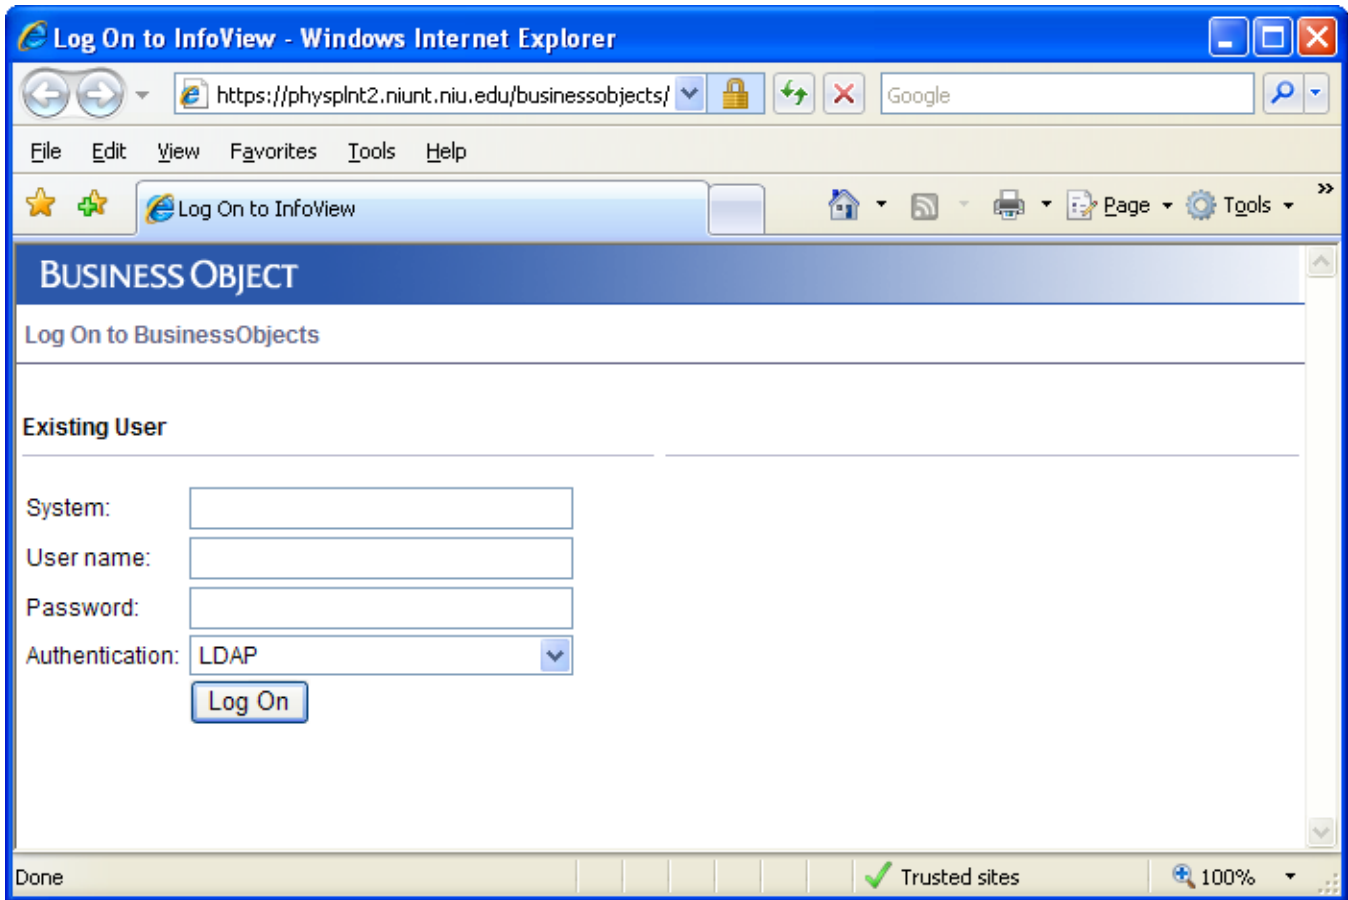 Log On to InfoView - Windows Internet Explorer
https://physplnt2.niunt.niu.edu/businessobjects/ Google
File Edit View Favorites Tools Help
Log On to InfoView Page Tools »
BUSINESS OBJECT
Log On to BusinessObjects
Existing User
System:
User name:
Password:
Authentication: LDAP
Log On
Done Trusted sites 100%